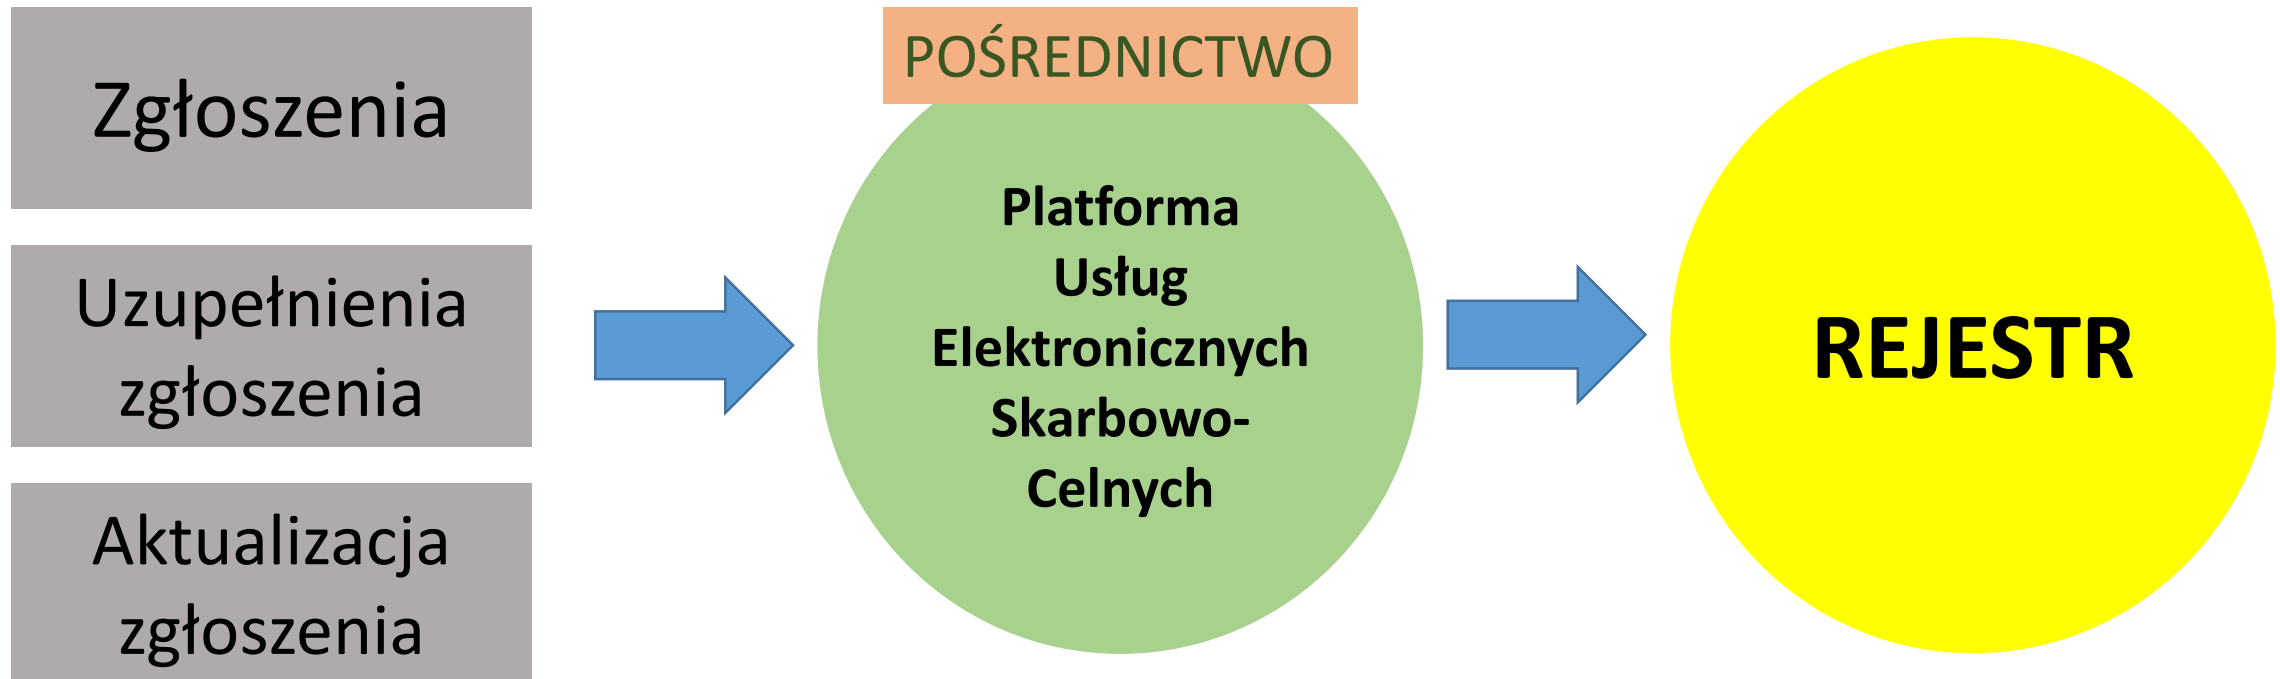 Zgłoszenia
Uzupełnienia
zgłoszenia
Aktualizacja
zgłoszenia
POŚREDNICTWO
Platforma
Usług
Elektronicznych
Skarbowo-
Celnych
REJESTR